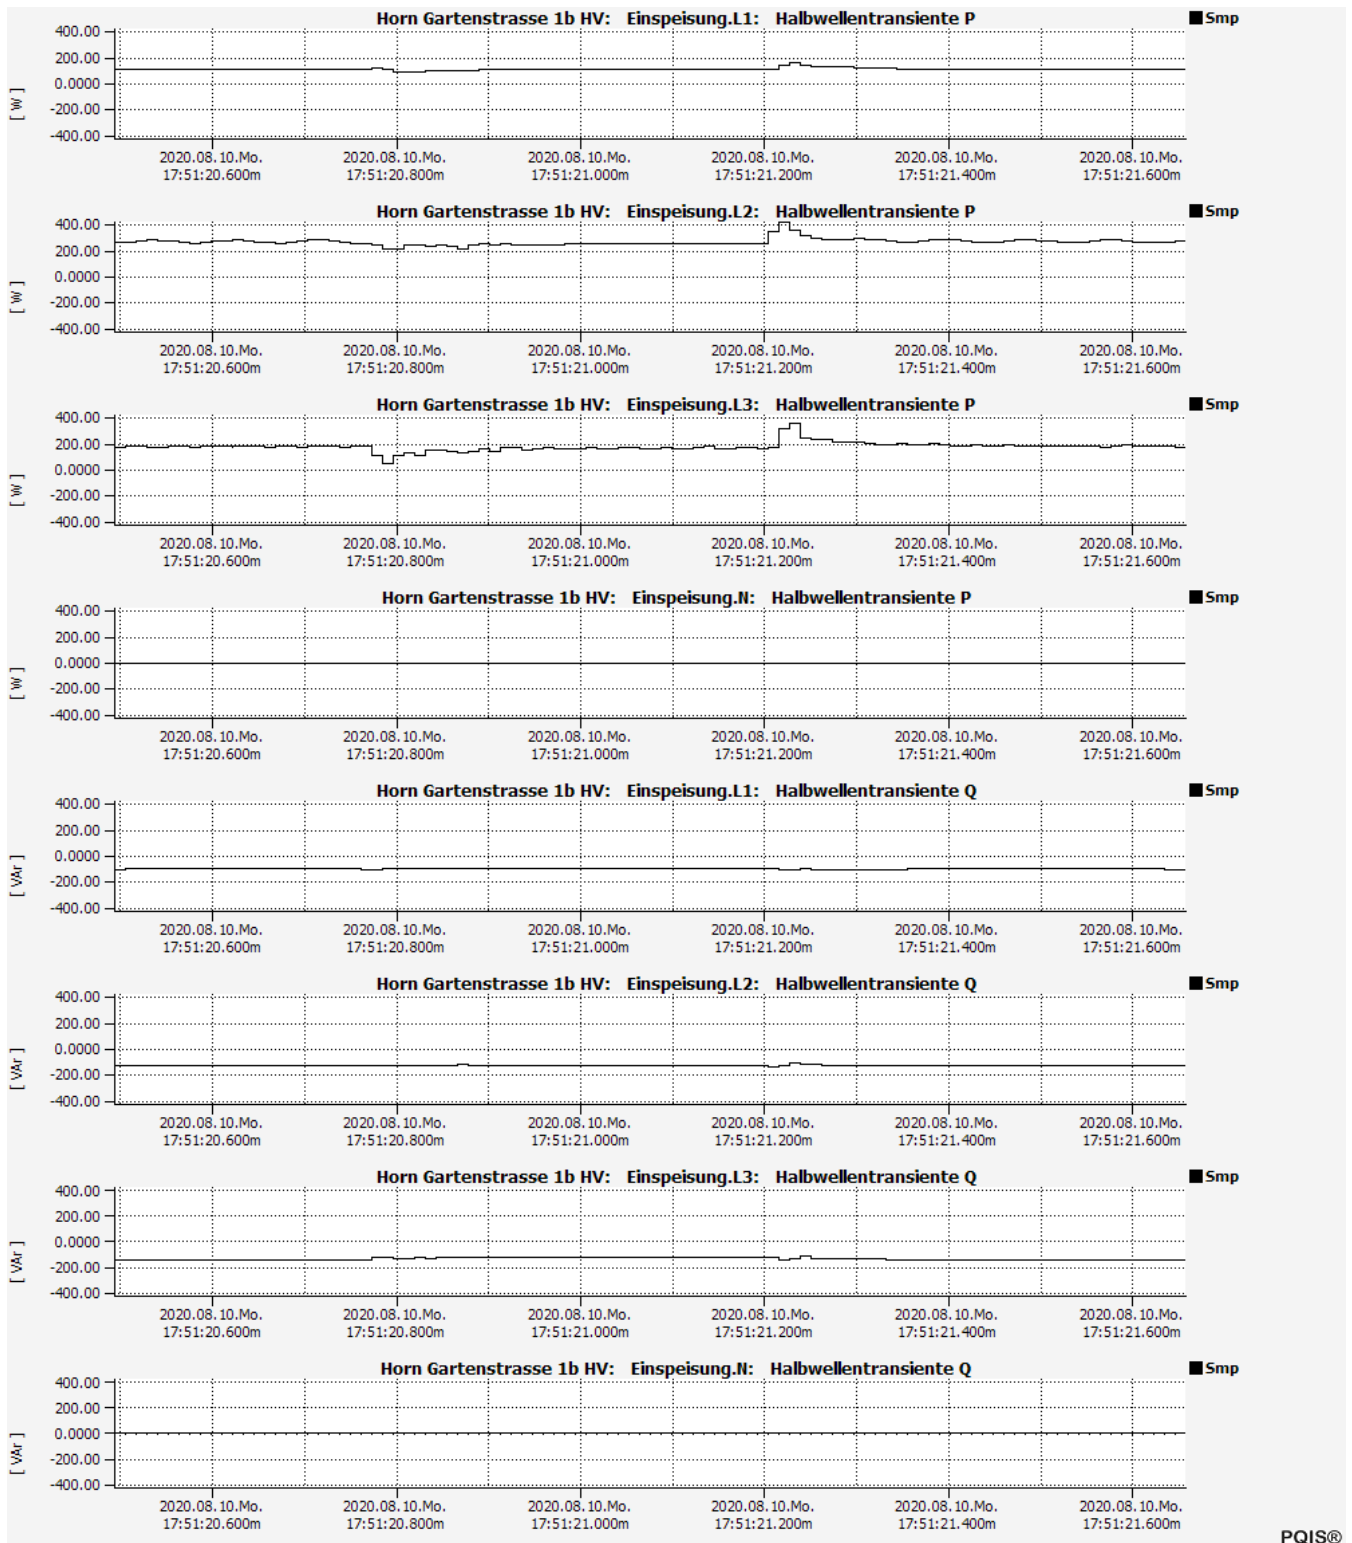 Horn Gartenstrasse 1b HV: Einspeisung.L1: Halbwellentransiente P
Smp
400.00
200.00
0.0000
-200.00
-400.00
[ W ]
2020.08.10.Mo. 2020.08.10.Mo. 2020.08.10.Mo. 2020.08.10.Mo. 2020.08.10.Mo. 2020.08.10.Mo.
17:51:20.600m 17:51:20.800m 17:51:21.000m 17:51:21.200m 17:51:21.400m 17:51:21.600m
Horn Gartenstrasse 1b HV: Einspeisung.L2: Halbwellentransiente P
Smp
400.00
200.00
0.0000
-200.00
-400.00
[ W ]
2020.08.10.Mo. 2020.08.10.Mo. 2020.08.10.Mo. 2020.08.10.Mo. 2020.08.10.Mo. 2020.08.10.Mo.
17:51:20.600m 17:51:20.800m 17:51:21.000m 17:51:21.200m 17:51:21.400m 17:51:21.600m
Horn Gartenstrasse 1b HV: Einspeisung.L3: Halbwellentransiente P
Smp
400.00
200.00
0.0000
-200.00
-400.00
[ W ]
2020.08.10.Mo. 2020.08.10.Mo. 2020.08.10.Mo. 2020.08.10.Mo. 2020.08.10.Mo. 2020.08.10.Mo.
17:51:20.600m 17:51:20.800m 17:51:21.000m 17:51:21.200m 17:51:21.400m 17:51:21.600m
Horn Gartenstrasse 1b HV: Einspeisung.N: Halbwellentransiente P
Smp
400.00
200.00
0.0000
-200.00
-400.00
[ W ]
2020.08.10.Mo. 2020.08.10.Mo. 2020.08.10.Mo. 2020.08.10.Mo. 2020.08.10.Mo. 2020.08.10.Mo.
17:51:20.600m 17:51:20.800m 17:51:21.000m 17:51:21.200m 17:51:21.400m 17:51:21.600m
Horn Gartenstrasse 1b HV: Einspeisung.L1: Halbwellentransiente Q
Smp
400.00
200.00
0.0000
-200.00
-400.00
[ VAr ]
2020.08.10.Mo. 2020.08.10.Mo. 2020.08.10.Mo. 2020.08.10.Mo. 2020.08.10.Mo. 2020.08.10.Mo.
17:51:20.600m 17:51:20.800m 17:51:21.000m 17:51:21.200m 17:51:21.400m 17:51:21.600m
Horn Gartenstrasse 1b HV: Einspeisung.L2: Halbwellentransiente Q
Smp
400.00
200.00
0.0000
-200.00
-400.00
[ VAr ]
2020.08.10.Mo. 2020.08.10.Mo. 2020.08.10.Mo. 2020.08.10.Mo. 2020.08.10.Mo. 2020.08.10.Mo.
17:51:20.600m 17:51:20.800m 17:51:21.000m 17:51:21.200m 17:51:21.400m 17:51:21.600m
Horn Gartenstrasse 1b HV: Einspeisung.L3: Halbwellentransiente Q
Smp
400.00
200.00
0.0000
-200.00
-400.00
[ VAr ]
2020.08.10.Mo. 2020.08.10.Mo. 2020.08.10.Mo. 2020.08.10.Mo. 2020.08.10.Mo. 2020.08.10.Mo.
17:51:20.600m 17:51:20.800m 17:51:21.000m 17:51:21.200m 17:51:21.400m 17:51:21.600m
Horn Gartenstrasse 1b HV: Einspeisung.N: Halbwellentransiente Q
Smp
400.00
200.00
0.0000
-200.00
-400.00
[ VAr ]
2020.08.10.Mo. 2020.08.10.Mo. 2020.08.10.Mo. 2020.08.10.Mo. 2020.08.10.Mo. 2020.08.10.Mo.
17:51:20.600m 17:51:20.800m 17:51:21.000m 17:51:21.200m 17:51:21.400m 17:51:21.600m
PQIS®